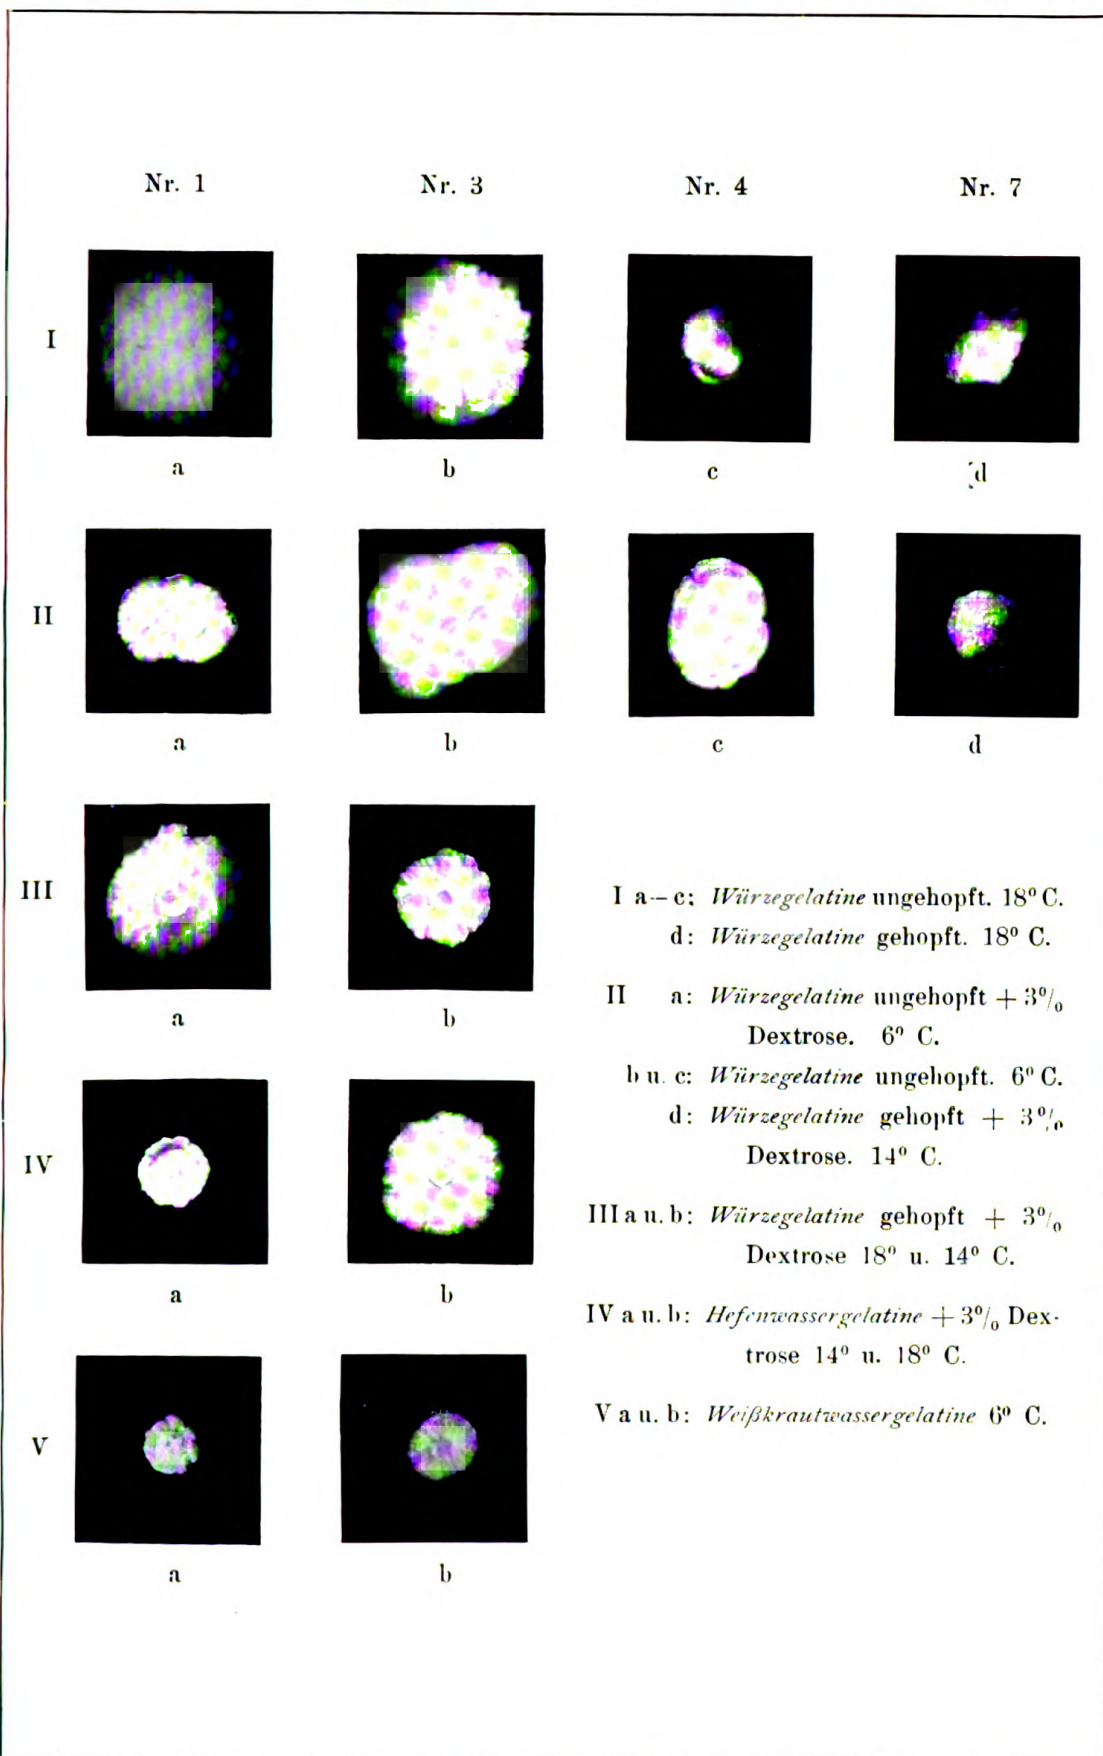 Nr. 1 Nr. 3 Nr. 4 Nr. 7
I
a b c d
II
a b c d
III
a b
IV
a b
V
a b
I a–c: Würzegelatine ungehopft. 18° C.
d: Würzegelatine gehopft. 18° C.
II a: Würzegelatine ungehopft + 3%
Dextrose. 6° C.
b u. c: Würzegelatine ungehopft. 6° C.
d: Würzegelatine gehopft + 3%
Dextrose. 14° C.
III a u. b: Würzegelatine gehopft + 3%
Dextrose 18° u. 14° C.
IV a u. b: Hefenwassergelatine + 3% Dex-
trose 14° u. 18° C.
V a u. b: Weißkrautwassergelatine 6° C.